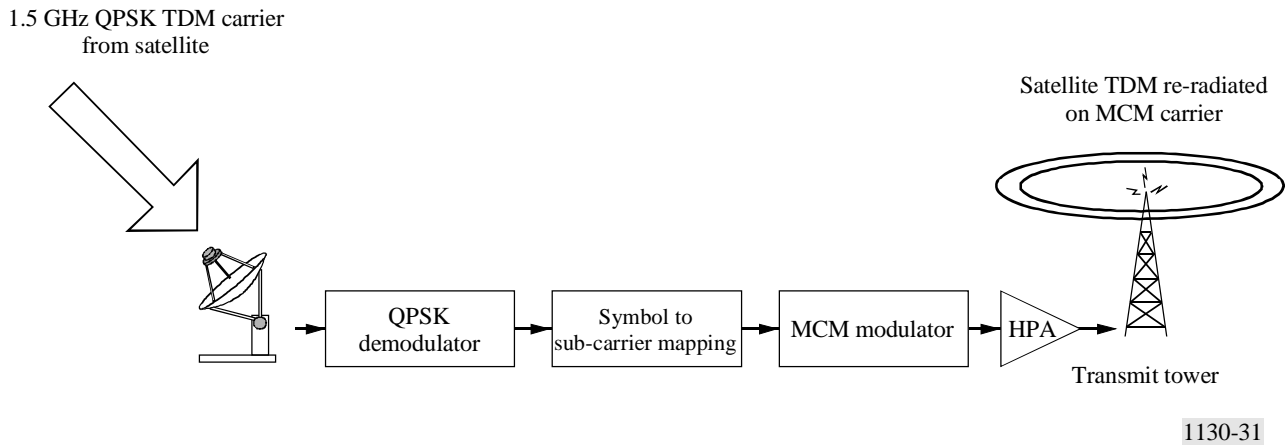 1.5 GHz QPSK TDM carrier
from satellite
Satellite TDM re-radiated
on MCM carrier
QPSK
demodulator
Symbol to
sub-carrier mapping
MCM modulator
HPA
Transmit tower
1130-31